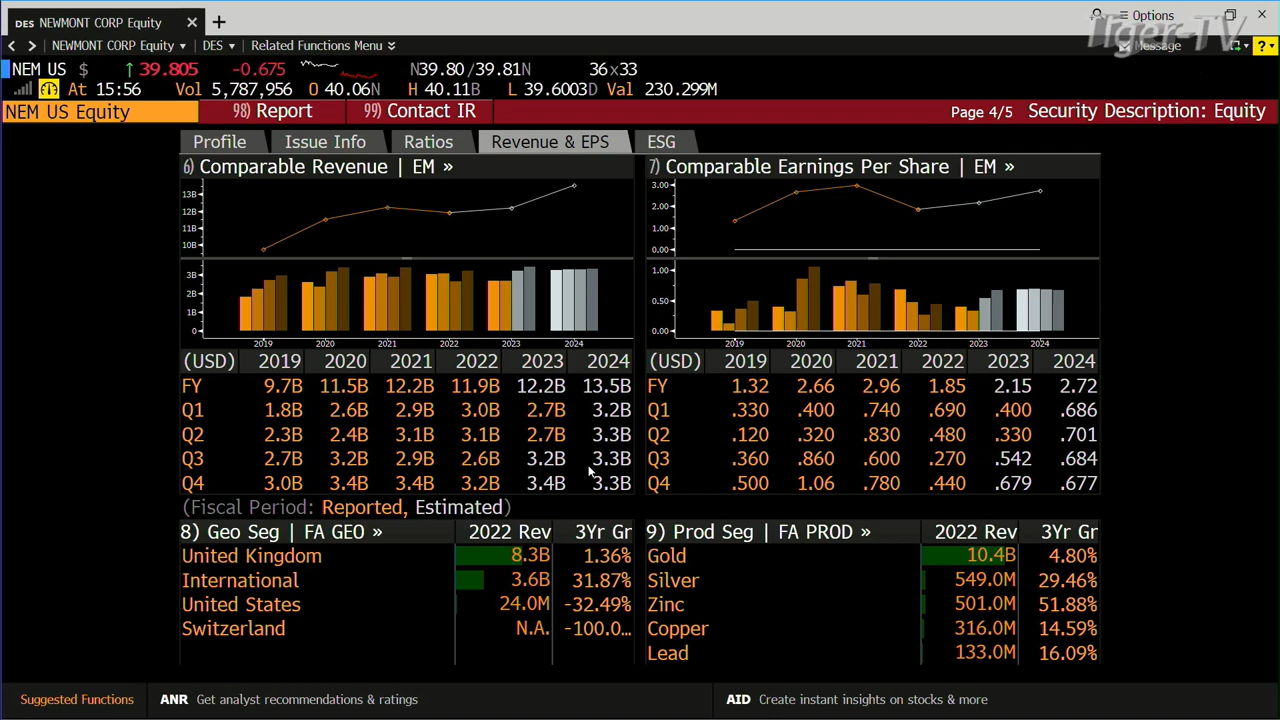 DES NEWMONT CORP Equity × +
Options
Tiger-TV
NEWMONT CORP Equity ▾ DES ▾ Related Functions Menu
Message
?
NEM US $ ↑ 39.805 -0.675 N39.80 / 39.81N 36 x 33
At 15:56 Vol 5,787,956 O 40.06N H 40.11B L 39.6003D Val 230.299M
NEM US Equity 98) Report 99) Contact IR Page 4/5 Security Description: Equity
Profile Issue Info Ratios Revenue & EPS ESG
6) Comparable Revenue | EM »
13B
12B
10B
3B
2B
1B
0
2019 2020 2021 2022 2023 2024
(USD) 2019 2020 2021 2022 2023 2024
FY 9.7B 11.5B 12.2B 11.9B 12.2B 13.5B
Q1 1.8B 2.6B 2.9B 3.0B 2.7B 3.2B
Q2 2.3B 2.4B 3.1B 3.1B 2.7B 3.3B
Q3 2.7B 3.2B 2.9B 2.6B 3.2B 3.3B
Q4 3.0B 3.4B 3.4B 3.2B 3.4B 3.3B
7) Comparable Earnings Per Share | EM »
3.00
2.00
1.00
0.00
1.00
0.50
0.00
2019 2020 2021 2022 2023 2024
(USD) 2019 2020 2021 2022 2023 2024
FY 1.32 2.66 2.96 1.85 2.15 2.72
Q1 .330 .400 .740 .690 .400 .686
Q2 .120 .320 .830 .480 .330 .701
Q3 .360 .860 .600 .270 .542 .684
Q4 .500 1.06 .780 .440 .679 .677
(Fiscal Period: Reported, Estimated)
8) Geo Seg | FA GEO » 2022 Rev 3Yr Gr
United Kingdom 8.3B 1.36%
International 3.6B 31.87%
United States 24.0M -32.49%
Switzerland N.A. -100.0...
9) Prod Seg | FA PROD » 2022 Rev 3Yr Gr
Gold 10.4B 4.80%
Silver 549.0M 29.46%
Zinc 501.0M 51.88%
Copper 316.0M 14.59%
Lead 133.0M 16.09%
Suggested Functions ANR Get analyst recommendations & ratings AID Create instant insights on stocks & more